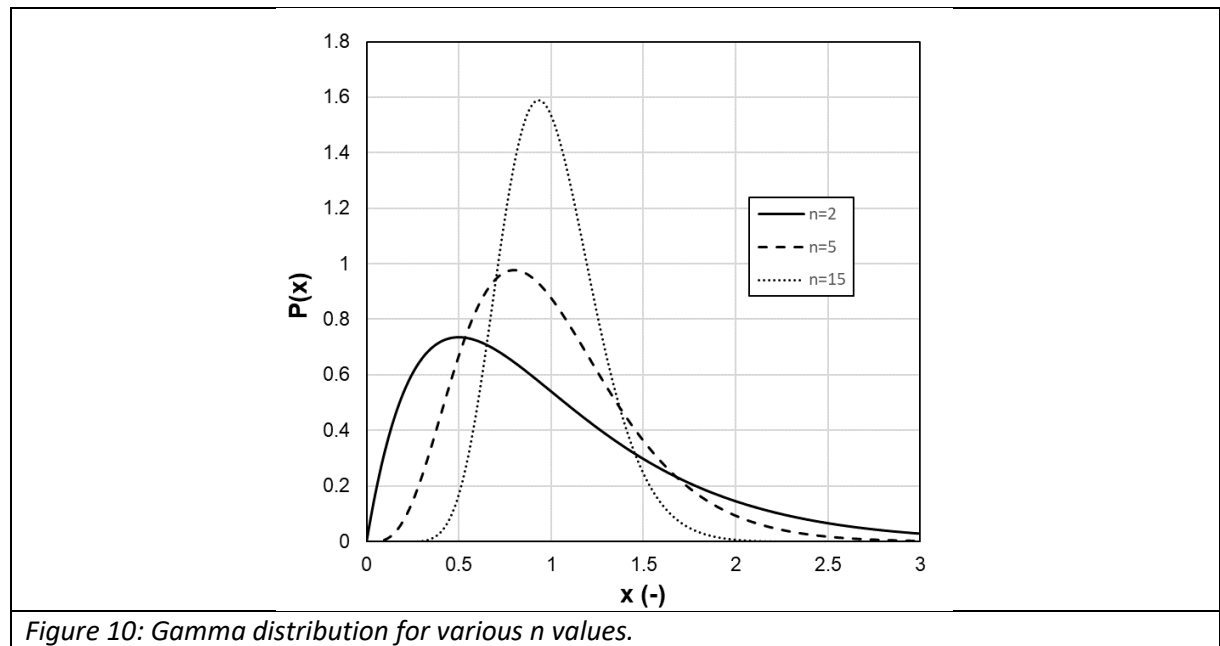 1.8
1.6
1.4
1.2
1
0.8
0.6
0.4
0.2
0
P(x)
n=2
n=5
n=15
0 0.5 1 1.5 2 2.5 3
x (-)
Figure 10: Gamma distribution for various n values.